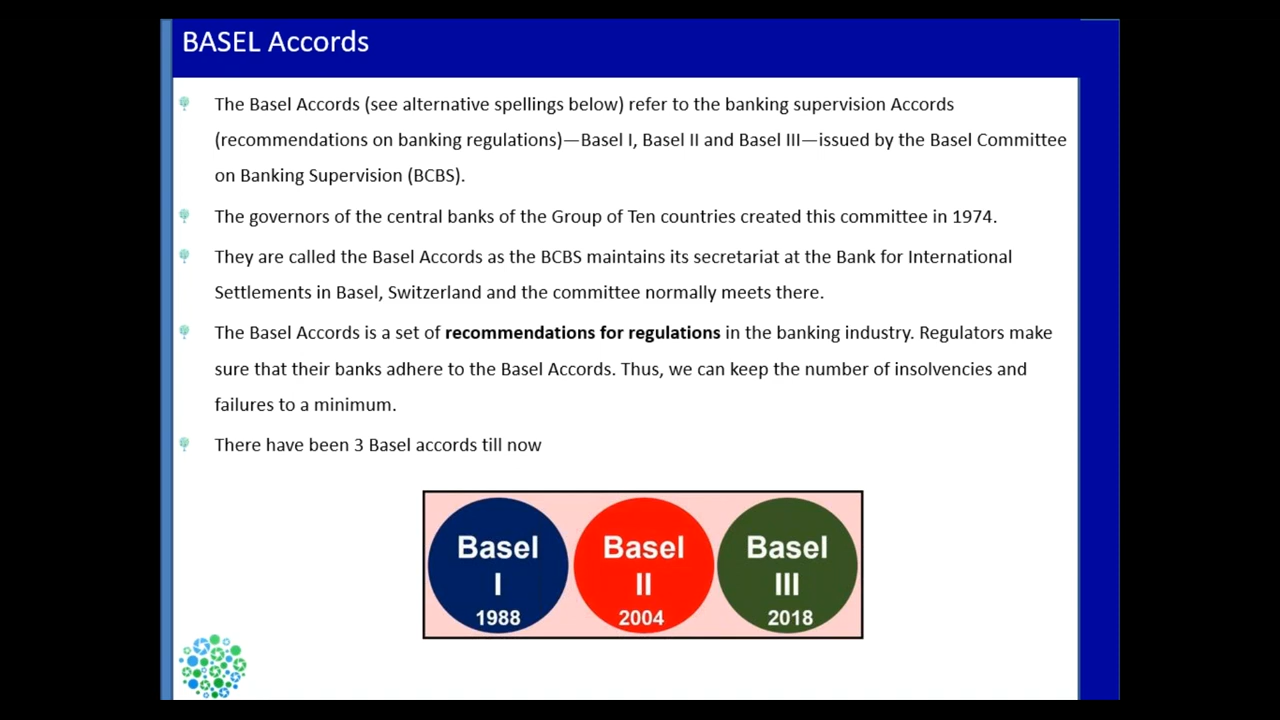 BASEL Accords
The Basel Accords (see alternative spellings below) refer to the banking supervision Accords
(recommendations on banking regulations)—Basel I, Basel II and Basel III—issued by the Basel Committee
on Banking Supervision (BCBS).
The governors of the central banks of the Group of Ten countries created this committee in 1974.
They are called the Basel Accords as the BCBS maintains its secretariat at the Bank for International
Settlements in Basel, Switzerland and the committee normally meets there.
The Basel Accords is a set of recommendations for regulations in the banking industry. Regulators make
sure that their banks adhere to the Basel Accords. Thus, we can keep the number of insolvencies and
failures to a minimum.
There have been 3 Basel accords till now
Basel
I
1988
Basel
II
2004
Basel
III
2018